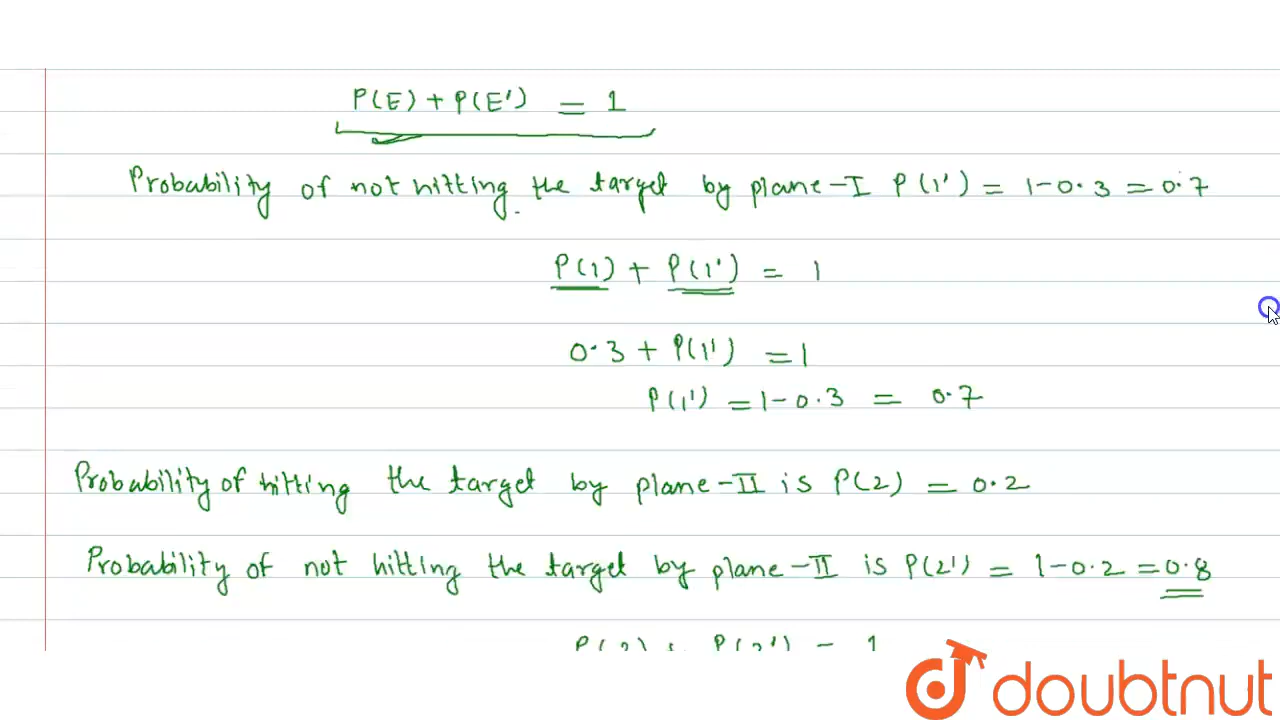 P(E) + P(E') = 1
Probability of not hitting the target by plane-I P(1') = 1-0.3 = 0.7
P(1) + P(1') = 1
0.3 + P(1') = 1
P(1') = 1-0.3 = 0.7
Probability of hitting the target by plane-II is P(2) = 0.2
Probability of not hitting the target by plane-II is P(2') = 1-0.2 = 0.8
P(2) + P(2') = 1
doubtnut